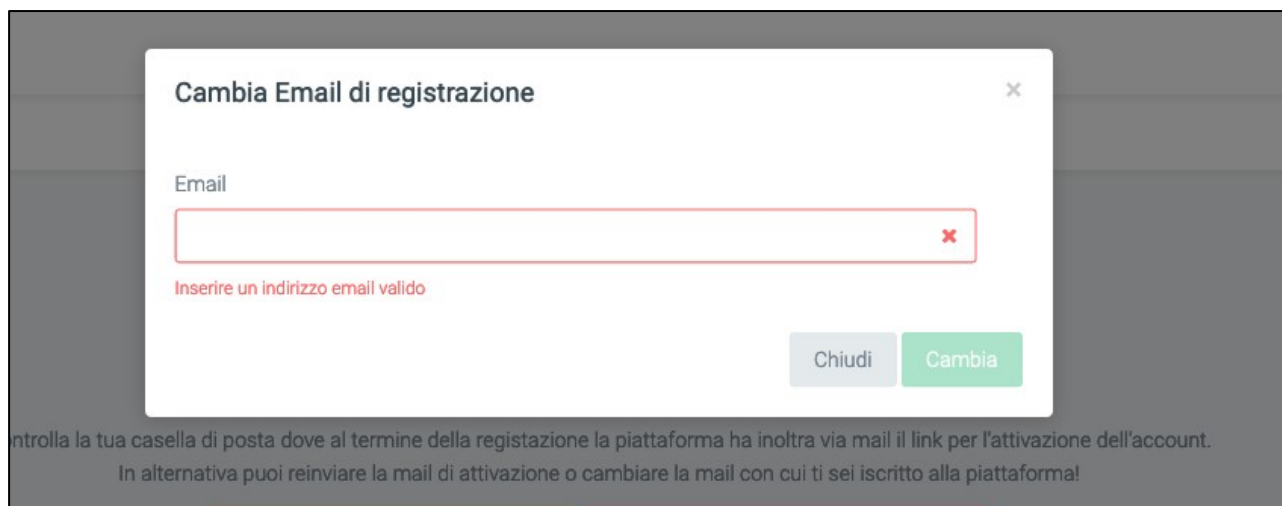 Cambia Email di registrazione
×
Email
Inserire un indirizzo email valido
Chiudi
Cambia
ntrolla la tua casella di posta dove al termine della registazione la piattaforma ha inoltra via mail il link per l'attivazione dell'account.
In alternativa puoi reinviare la mail di attivazione o cambiare la mail con cui ti sei iscritto alla piattaforma!